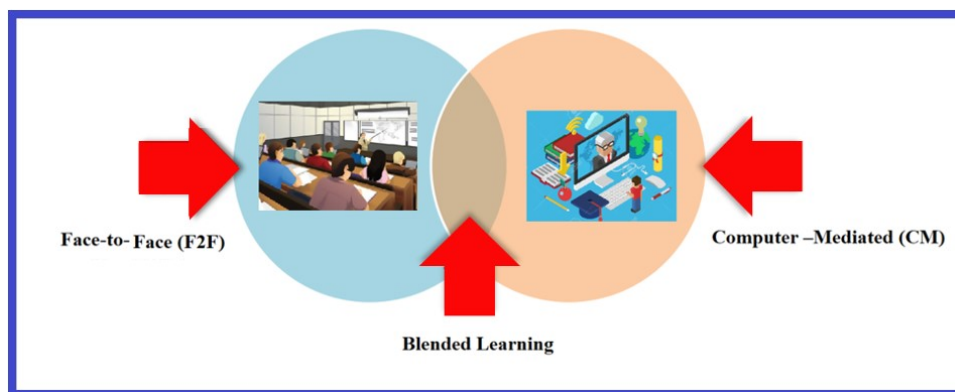 Face-to- Face (F2F)
Computer –Mediated (CM)
Blended Learning